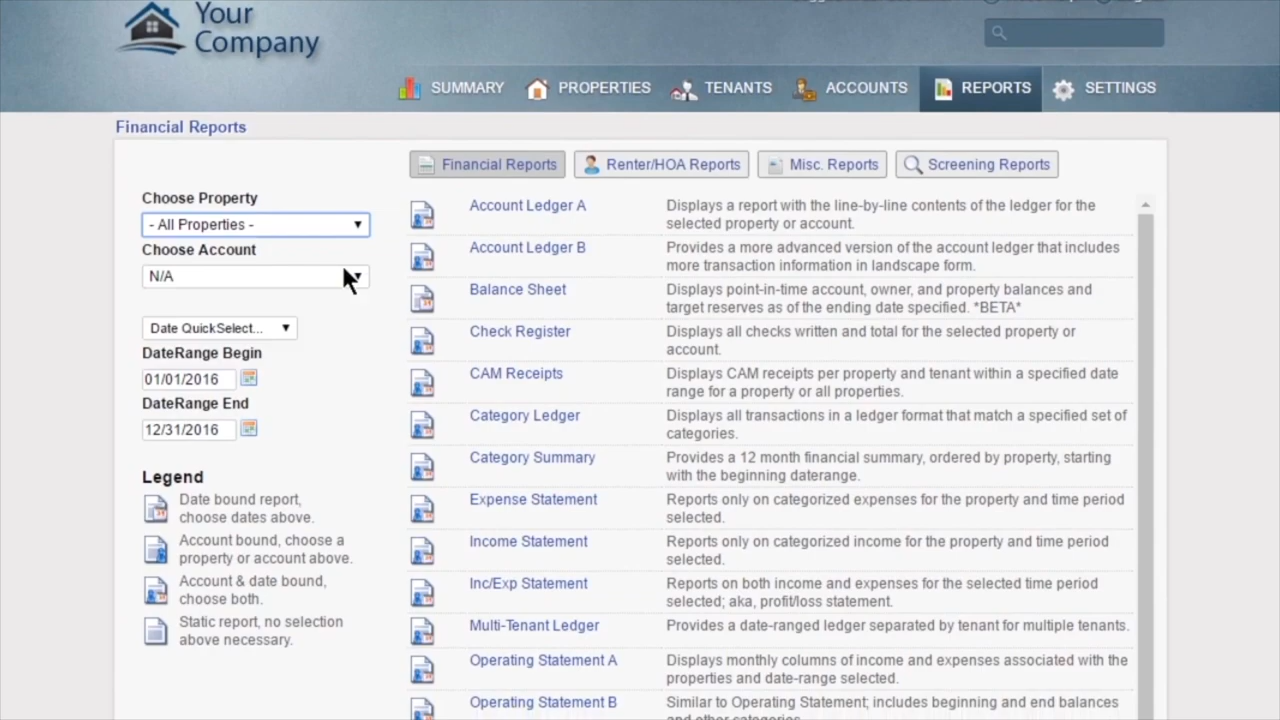 Your
Company
SUMMARY
PROPERTIES
TENANTS
ACCOUNTS
REPORTS
SETTINGS
Financial Reports
Financial Reports
Renter/HOA Reports
Misc. Reports
Screening Reports
Choose Property
- All Properties -
Choose Account
N/A
Date QuickSelect...
DateRange Begin
01/01/2016
DateRange End
12/31/2016
Legend
Date bound report,
choose dates above.
Account bound, choose a
property or account above.
Account & date bound,
choose both.
Static report, no selection
above necessary.
Account Ledger A
Displays a report with the line-by-line contents of the ledger for the
selected property or account.
Account Ledger B
Provides a more advanced version of the account ledger that includes
more transaction information in landscape form.
Balance Sheet
Displays point-in-time account, owner, and property balances and
target reserves as of the ending date specified. *BETA*
Check Register
Displays all checks written and total for the selected property or
account.
CAM Receipts
Displays CAM receipts per property and tenant within a specified date
range for a property or all properties.
Category Ledger
Displays all transactions in a ledger format that match a specified set of
categories.
Category Summary
Provides a 12 month financial summary, ordered by property, starting
with the beginning daterange.
Expense Statement
Reports only on categorized expenses for the property and time period
selected.
Income Statement
Reports only on categorized income for the property and time period
selected.
Inc/Exp Statement
Reports on both income and expenses for the selected time period
selected; aka, profit/loss statement.
Multi-Tenant Ledger
Provides a date-ranged ledger separated by tenant for multiple tenants.
Operating Statement A
Displays monthly columns of income and expenses associated with the
properties and date-range selected.
Operating Statement B
Similar to Operating Statement; includes beginning and end balances
and other categories.